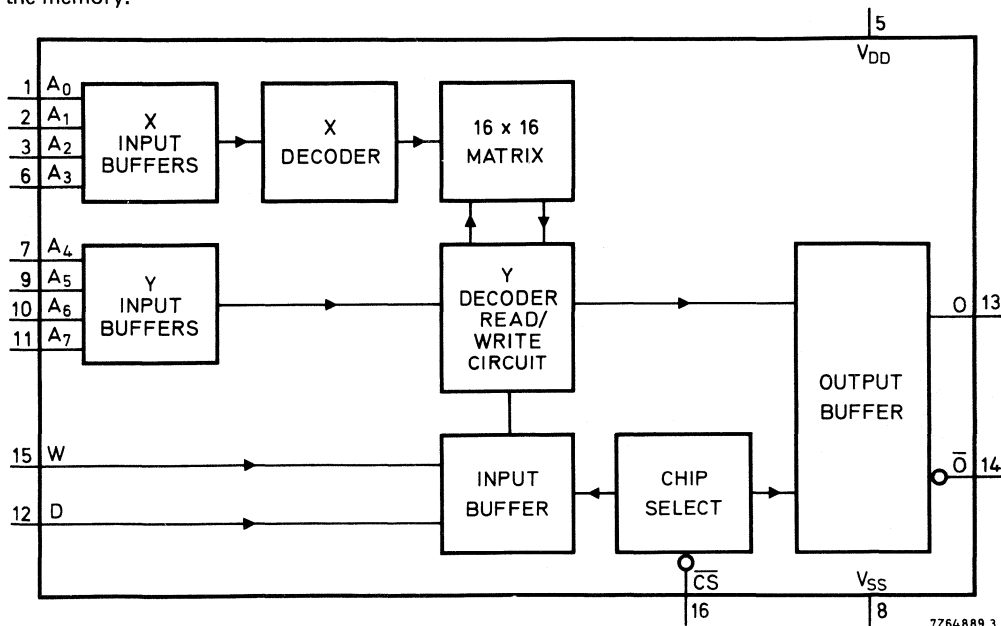 the memory.
5
VDD
1 A0
2 A1
3 A2
6 A3
X
INPUT
BUFFERS
X
DECODER
16 x 16
MATRIX
7 A4
9 A5
10 A6
11 A7
Y
INPUT
BUFFERS
Y
DECODER
READ/
WRITE
CIRCUIT
OUTPUT
BUFFER
O 13
O̅ 14
15 W
12 D
INPUT
BUFFER
CHIP
SELECT
C̅S̅
16
VSS
8
7Z64889.3